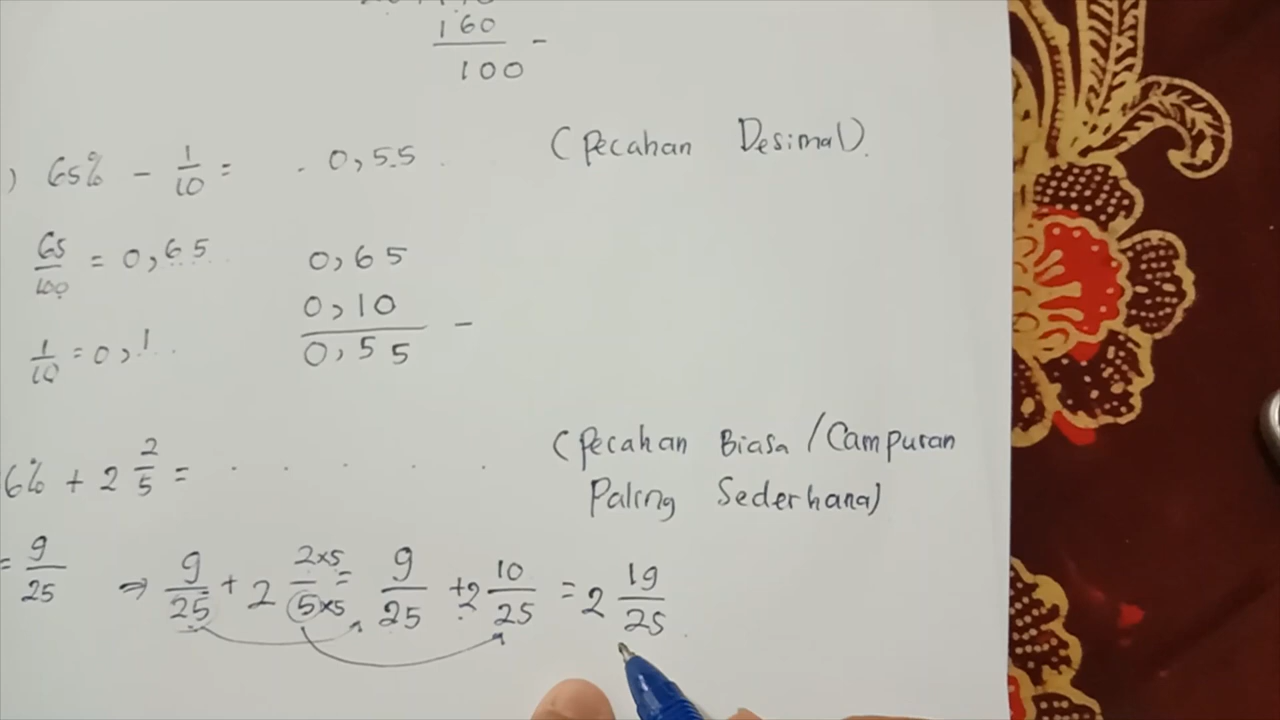 160
100 -
) 65% - 1/10 = . 0,55 (Pecahan Desimal).
65/100 = 0,65
0,65
0,10 -
1/10 = 0,1
0,55
6% + 2 2/5 = . . . . (Pecahan Biasa / Campuran
Paling Sederhana)
= 9/25 ⇒ 9/25 + 2 2×5/5×5 = 9/25 + 2 10/25 = 2 19/25